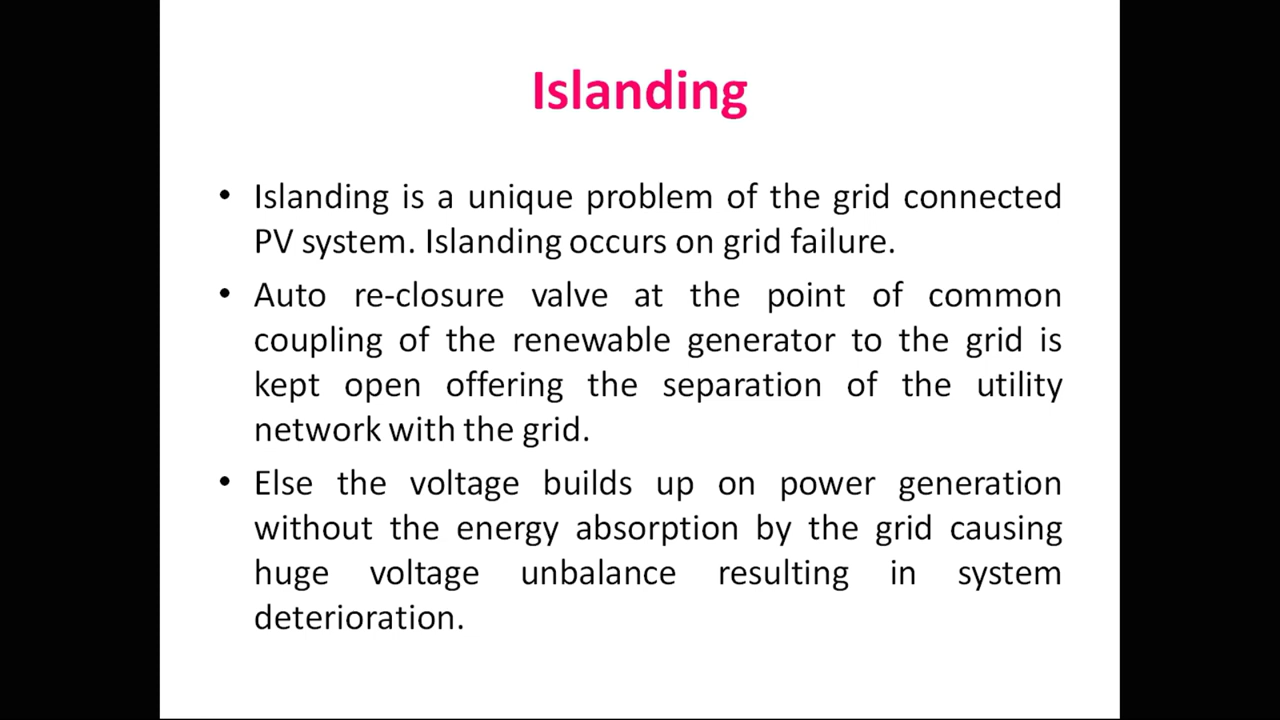 Islanding
• Islanding is a unique problem of the grid connected
PV system. Islanding occurs on grid failure.
• Auto re-closure valve at the point of common
coupling of the renewable generator to the grid is
kept open offering the separation of the utility
network with the grid.
• Else the voltage builds up on power generation
without the energy absorption by the grid causing
huge voltage unbalance resulting in system
deterioration.